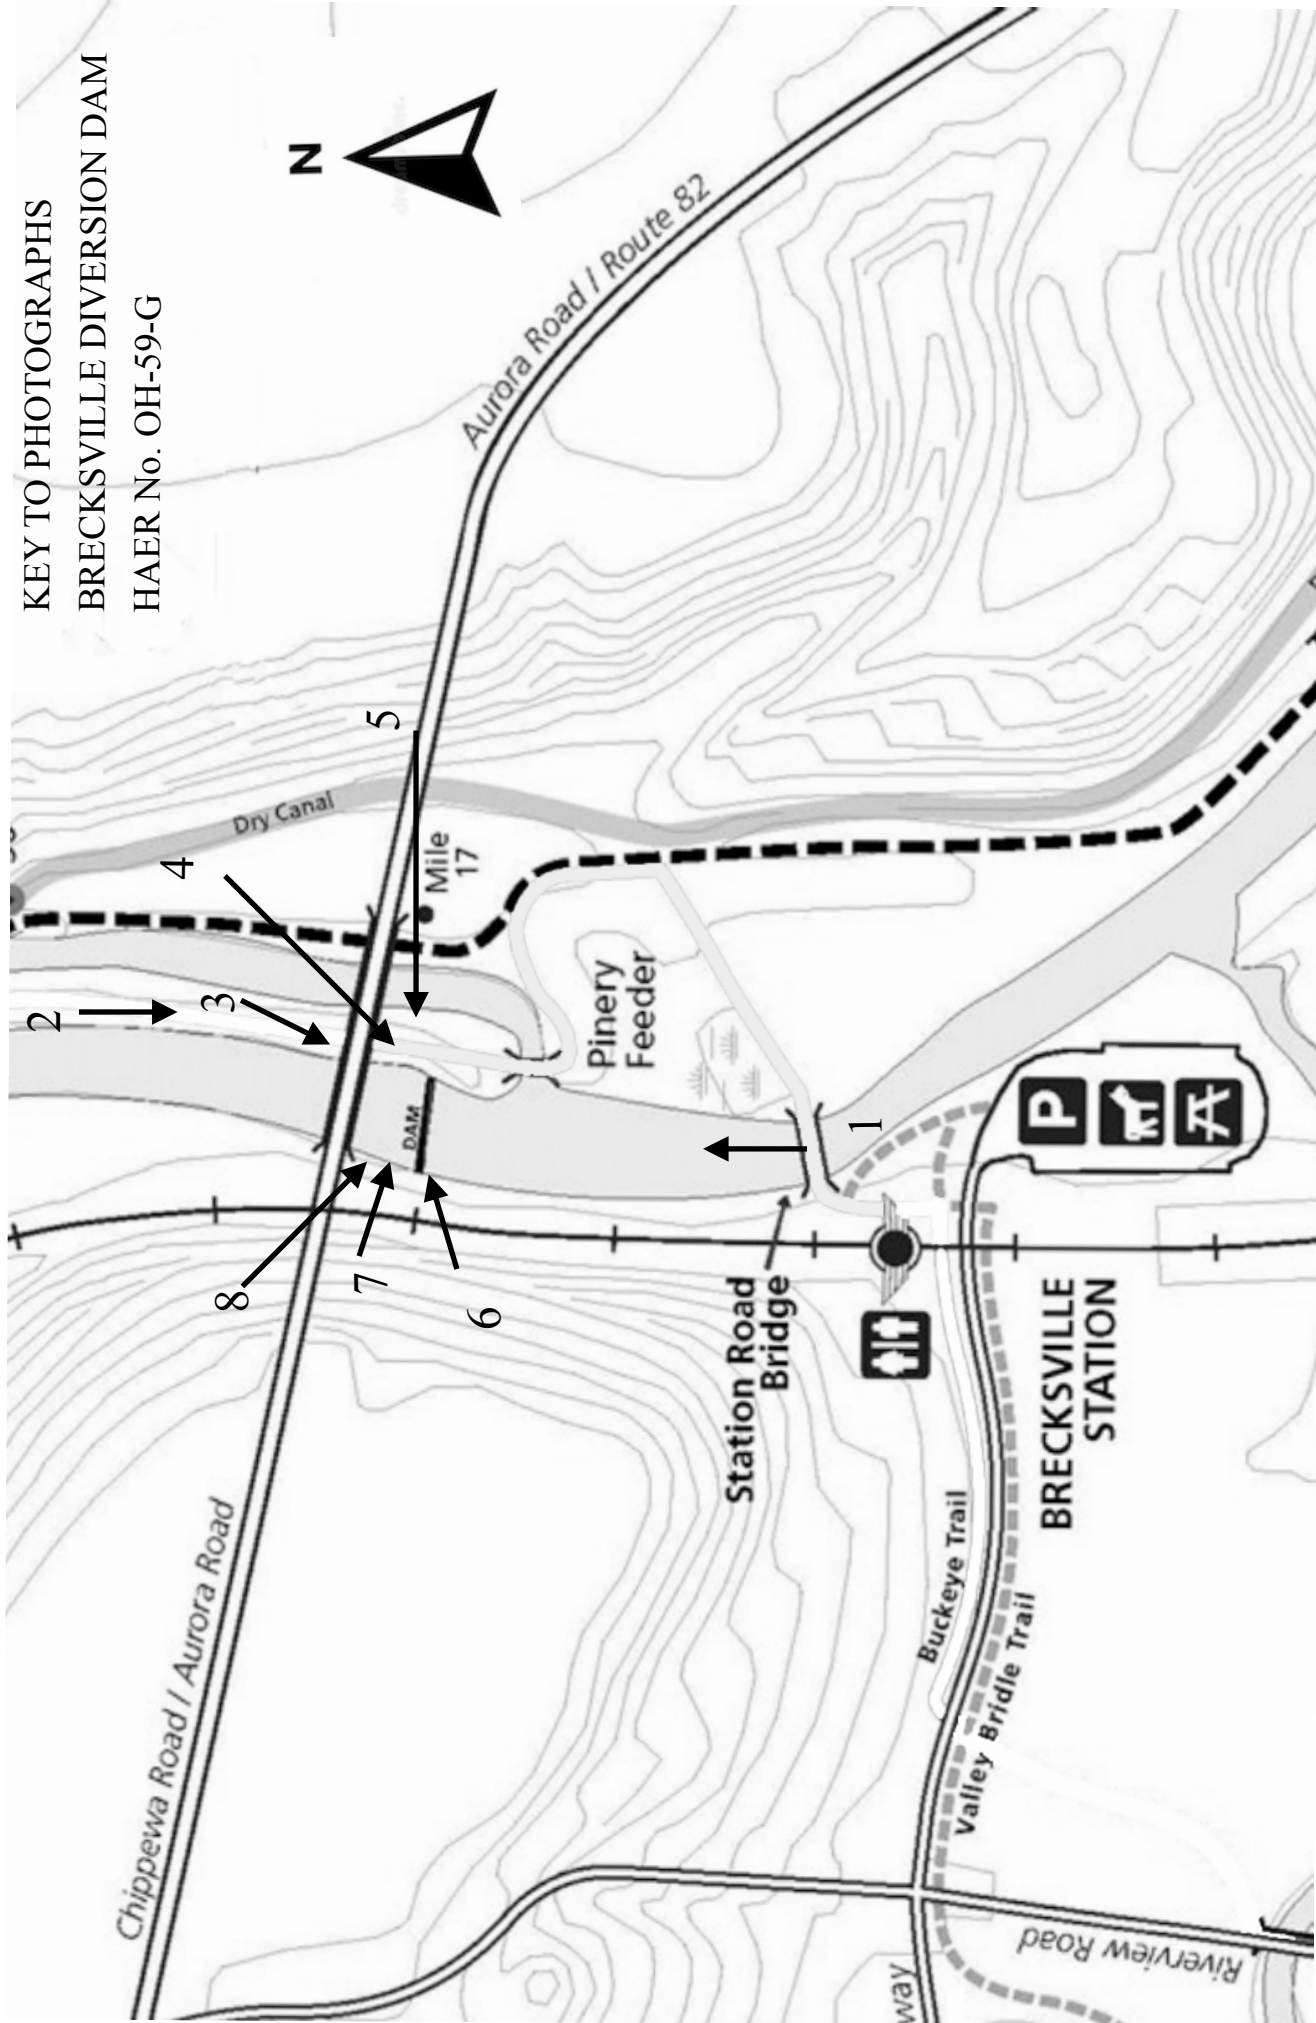 KEY TO PHOTOGRAPHS
BRECKSVILLE DIVERSION DAM
HAER No. OH-59-G
N
Aurora Road / Route 82
5
Dry Canal
4
Mile
17
2
3
Pinery
Feeder
DAM
1
P
8
7
6
Station Road
Bridge
BRECKSVILLE
STATION
Chippewa Road / Aurora Road
Buckeye Trail
Valley Bridle Trail
Riverview Road
way